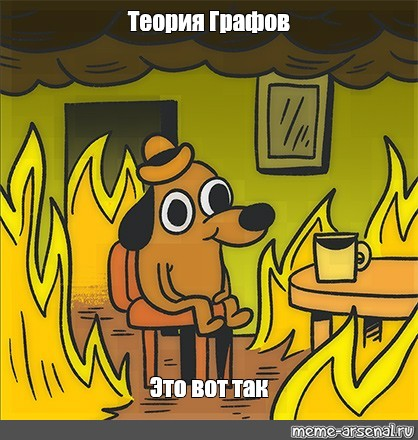 Теория Графов
Это вот так
meme-arsenal.ru